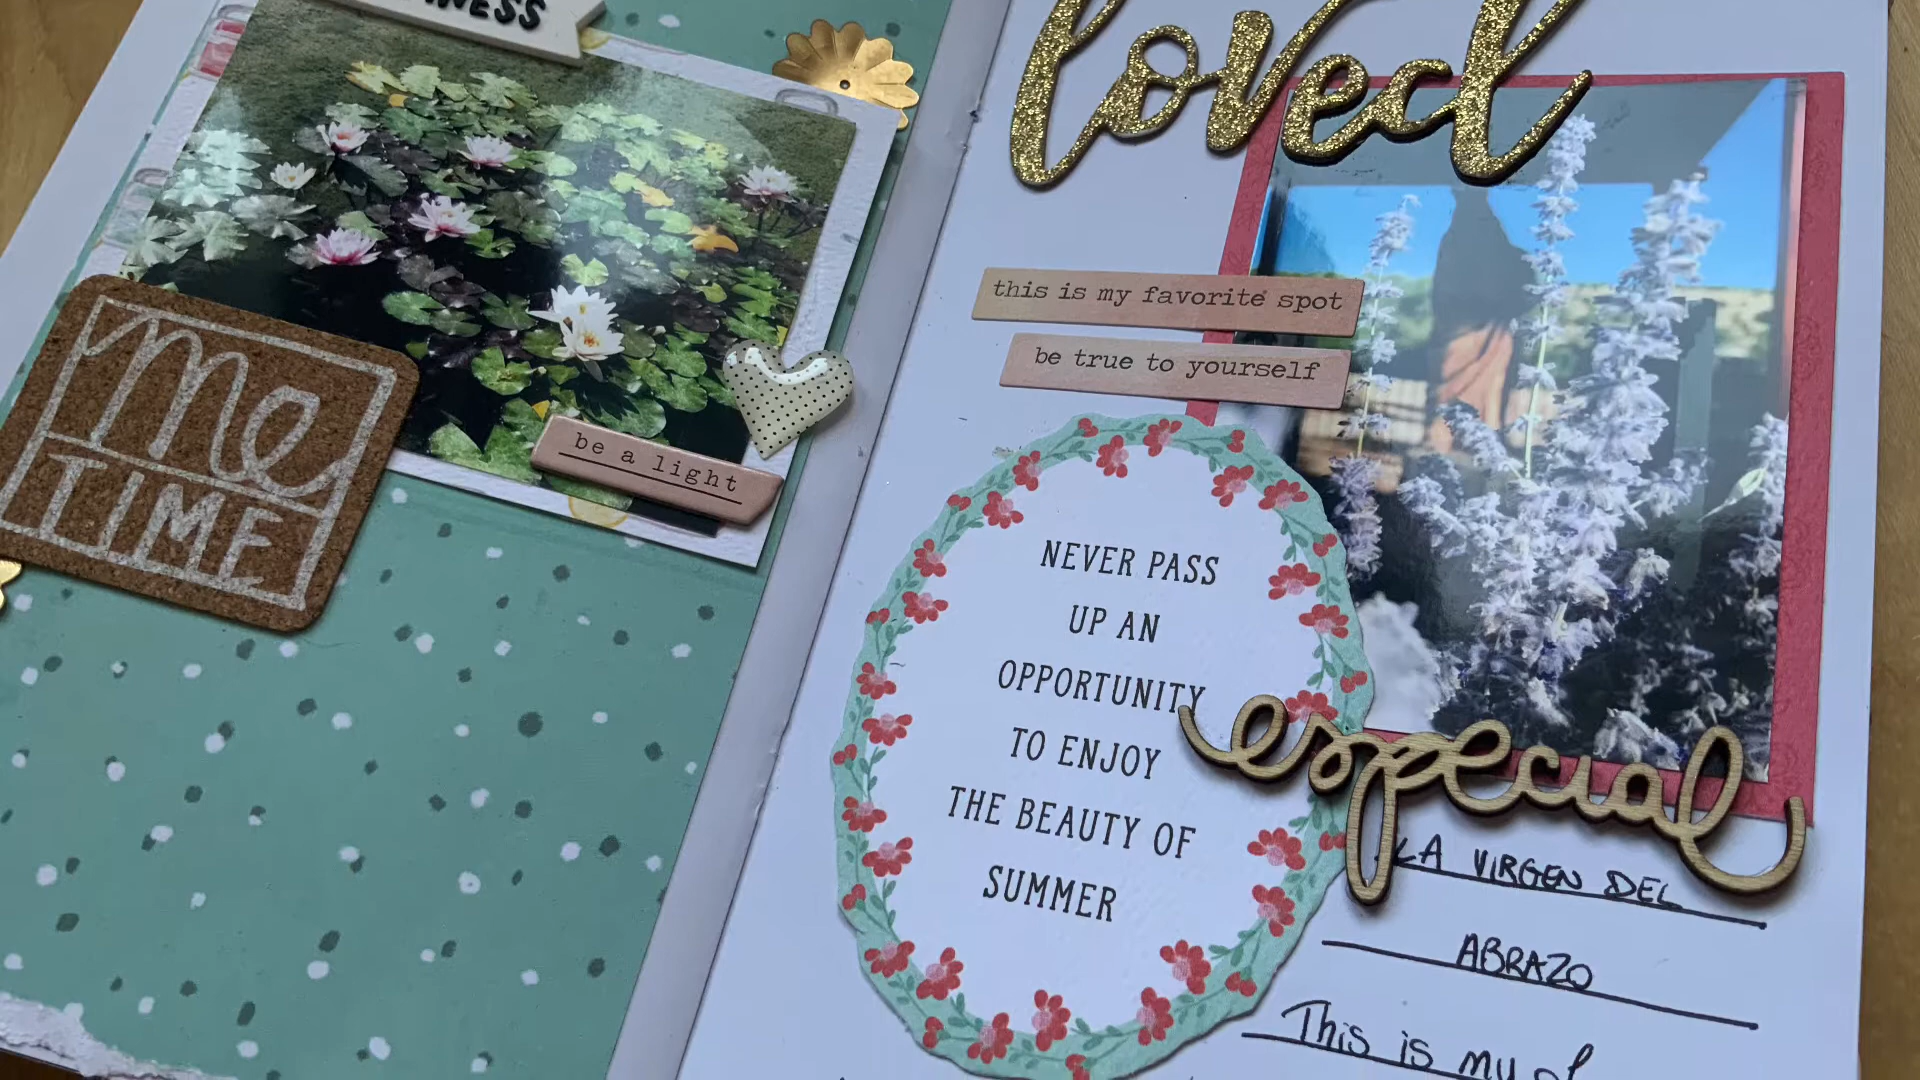 me
TIME
be a light
loved
this is my favorite spot
be true to yourself
NEVER PASS
UP AN
OPPORTUNITY
TO ENJOY
THE BEAUTY OF
SUMMER
especial
LA VIRGEN DEL
ABRAZO
This is my